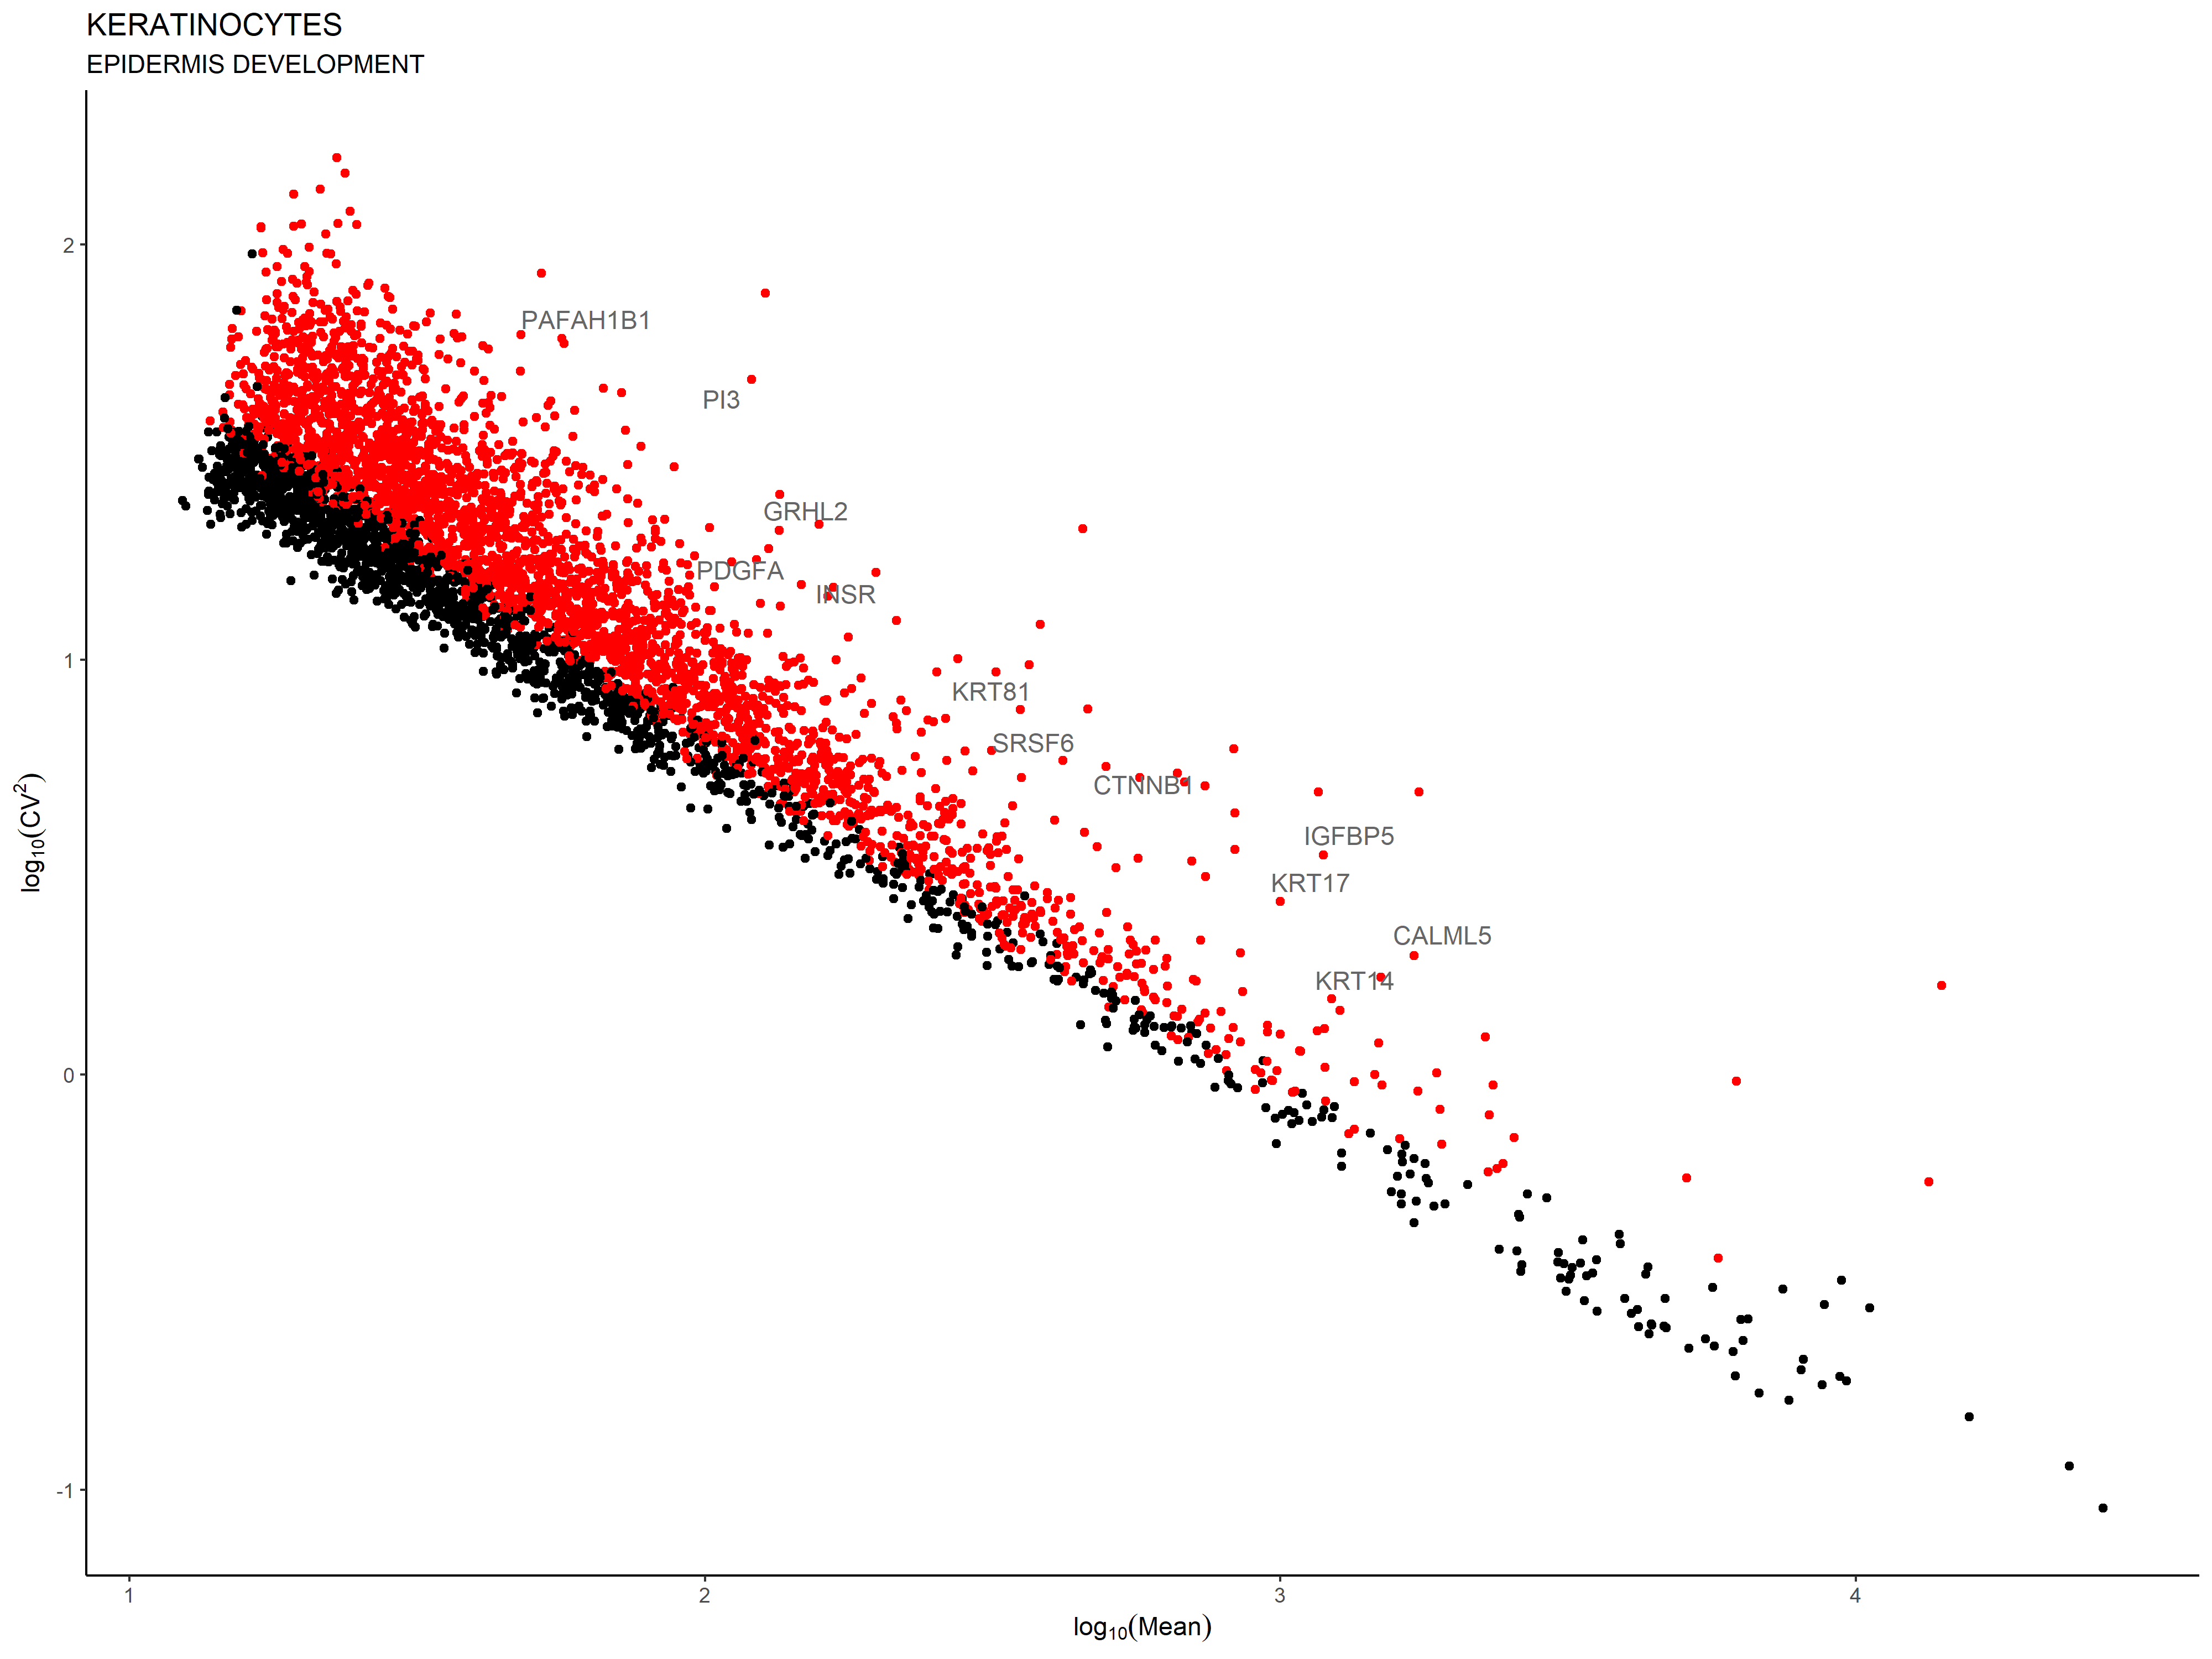 KERATINOCYTES
EPIDERMIS DEVELOPMENT
2
1
0
-1
log₁₀(CV²)
PAFAH1B1
PI3
GRHL2
PDGFA
INSR
KRT81
SRSF6
CTNNB1
IGFBP5
KRT17
CALML5
KRT14
1 2 3 4
log₁₀(Mean)